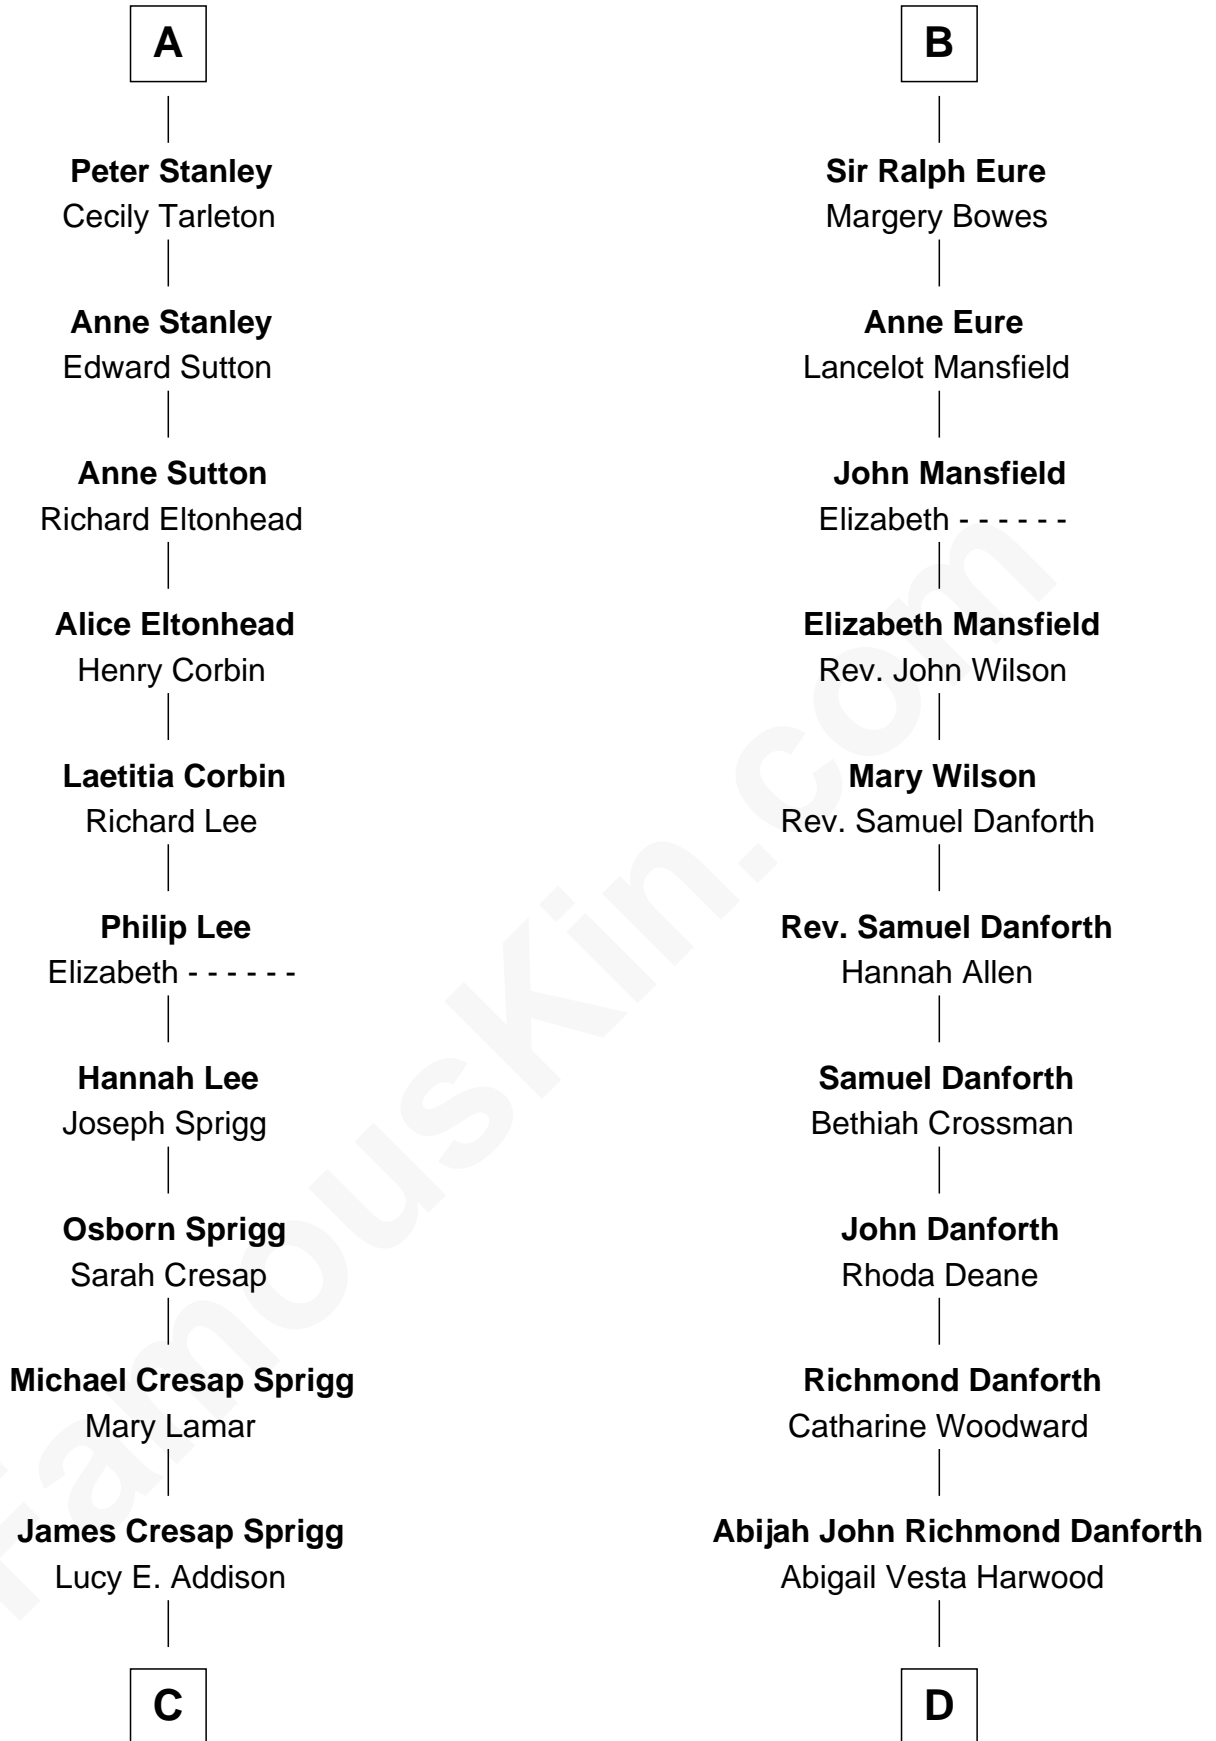 A
Peter Stanley
Cecily Tarleton
Anne Stanley
Edward Sutton
Anne Sutton
Richard Eltonhead
Alice Eltonhead
Henry Corbin
Laetitia Corbin
Richard Lee
Philip Lee
Elizabeth - - - - - -
Hannah Lee
Joseph Sprigg
Osborn Sprigg
Sarah Cresap
Michael Cresap Sprigg
Mary Lamar
James Cresap Sprigg
Lucy E. Addison
C
B
Sir Ralph Eure
Margery Bowes
Anne Eure
Lancelot Mansfield
John Mansfield
Elizabeth - - - - - -
Elizabeth Mansfield
Rev. John Wilson
Mary Wilson
Rev. Samuel Danforth
Rev. Samuel Danforth
Hannah Allen
Samuel Danforth
Bethiah Crossman
John Danforth
Rhoda Deane
Richmond Danforth
Catharine Woodward
Abijah John Richmond Danforth
Abigail Vesta Harwood
D
FamousKin.com